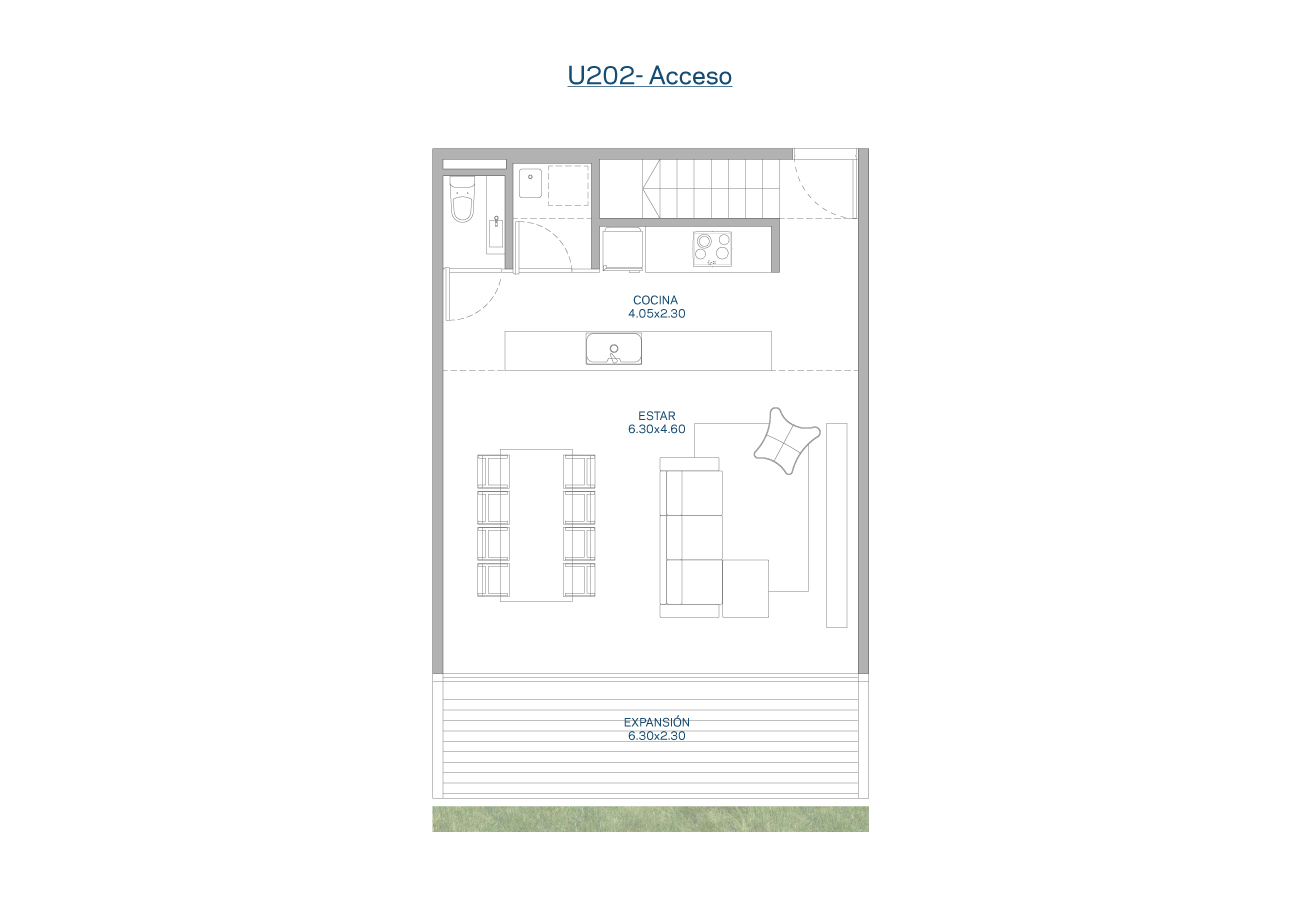 U202- Acceso
COCINA
4.05x2.30
ESTAR
6.30x4.60
EXPANSIÓN
6.30x2.30